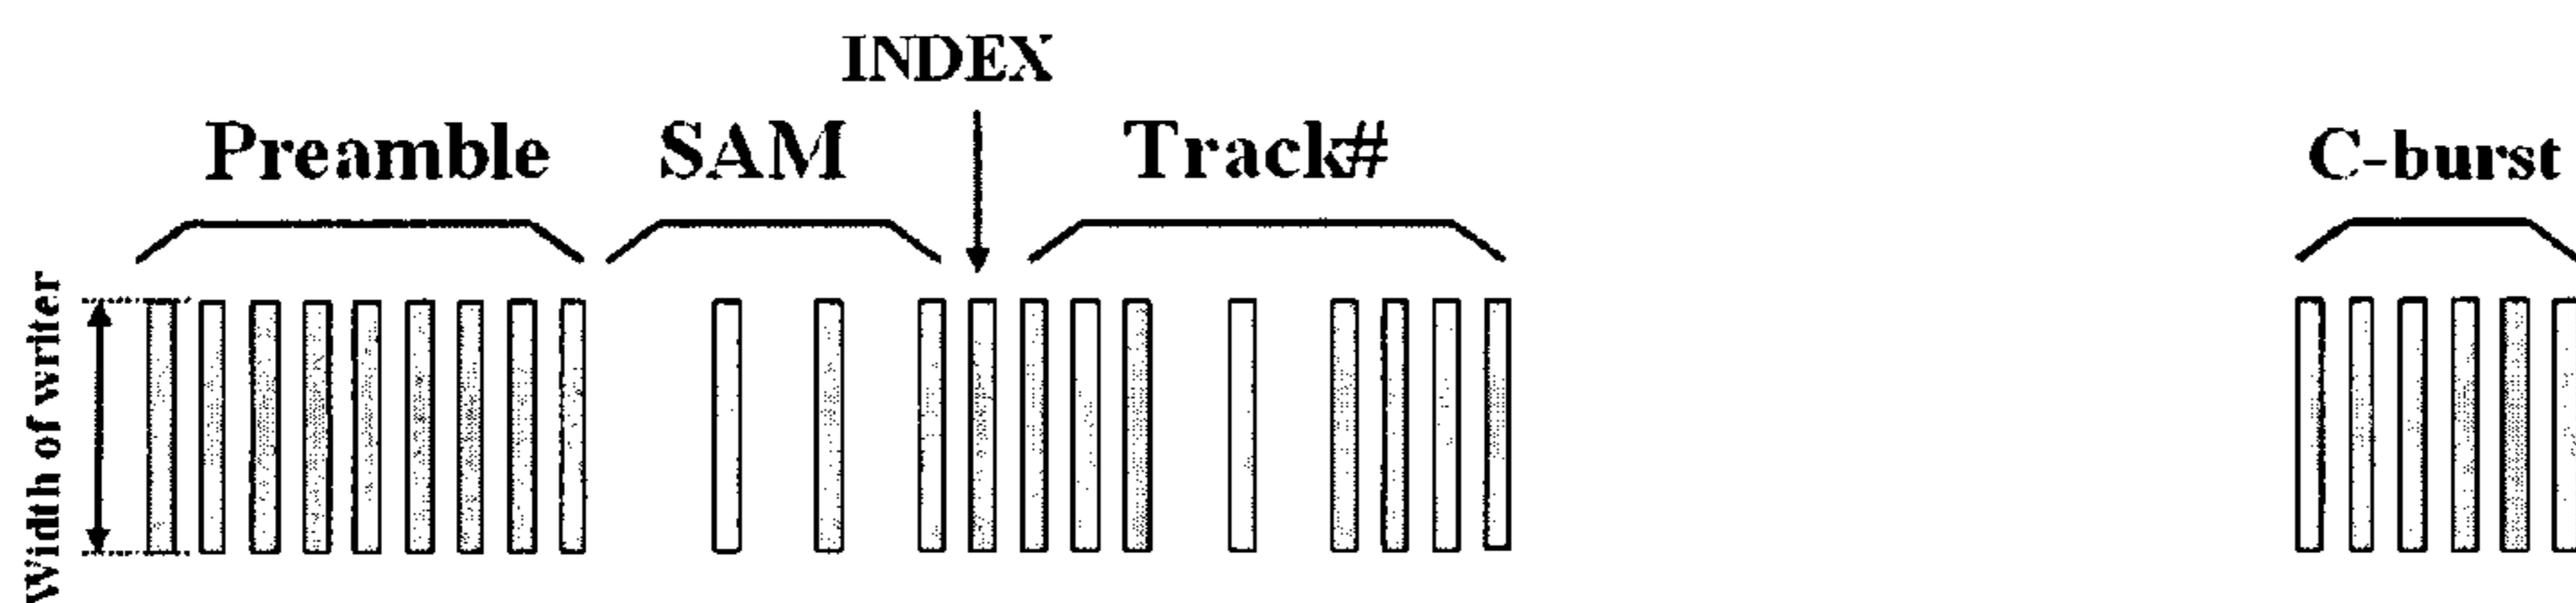 INDEX
Preamble SAM Track# C-burst
Width of writer